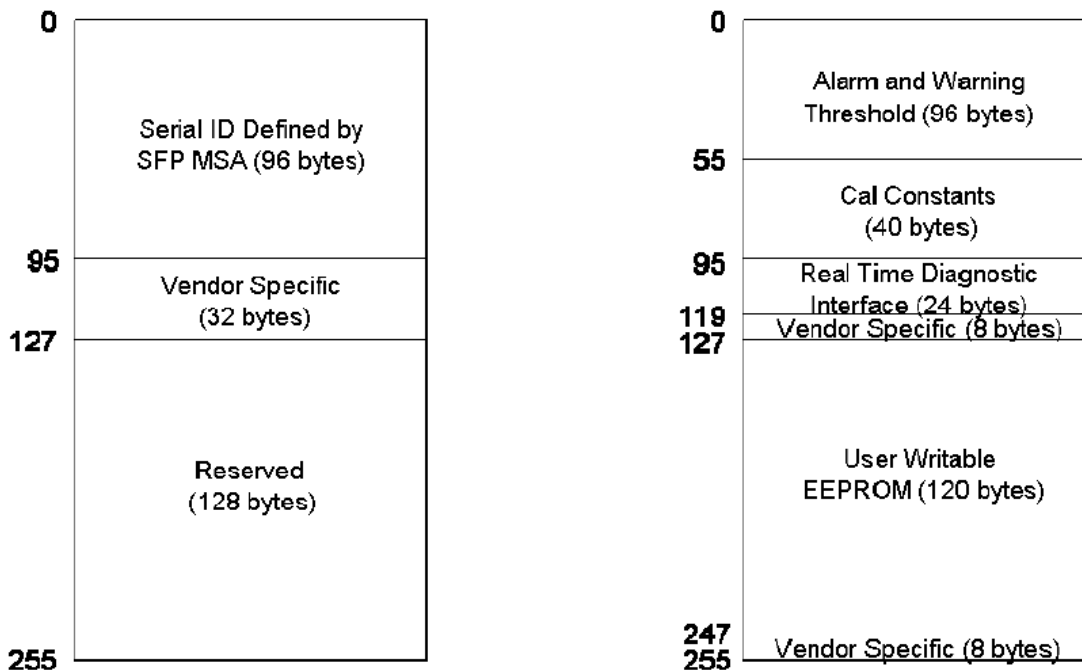 0
Serial ID Defined by
SFP MSA (96 bytes)
95
Vendor Specific
(32 bytes)
127
Reserved
(128 bytes)
255
0
Alarm and Warning
Threshold (96 bytes)
55
Cal Constants
(40 bytes)
95
Real Time Diagnostic
Interface (24 bytes)
119
Vendor Specific (8 bytes)
127
User Writable
EEPROM (120 bytes)
247
Vendor Specific (8 bytes)
255